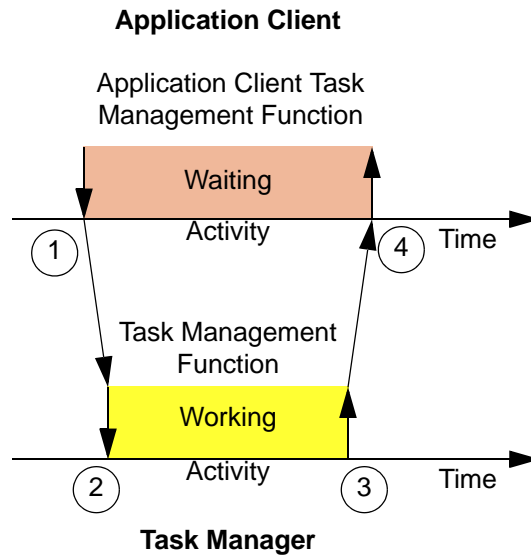 Application Client
Application Client Task
Management Function
Waiting
Activity
Time
1
4
Task Management
Function
Working
Activity
Time
2
3
Task Manager